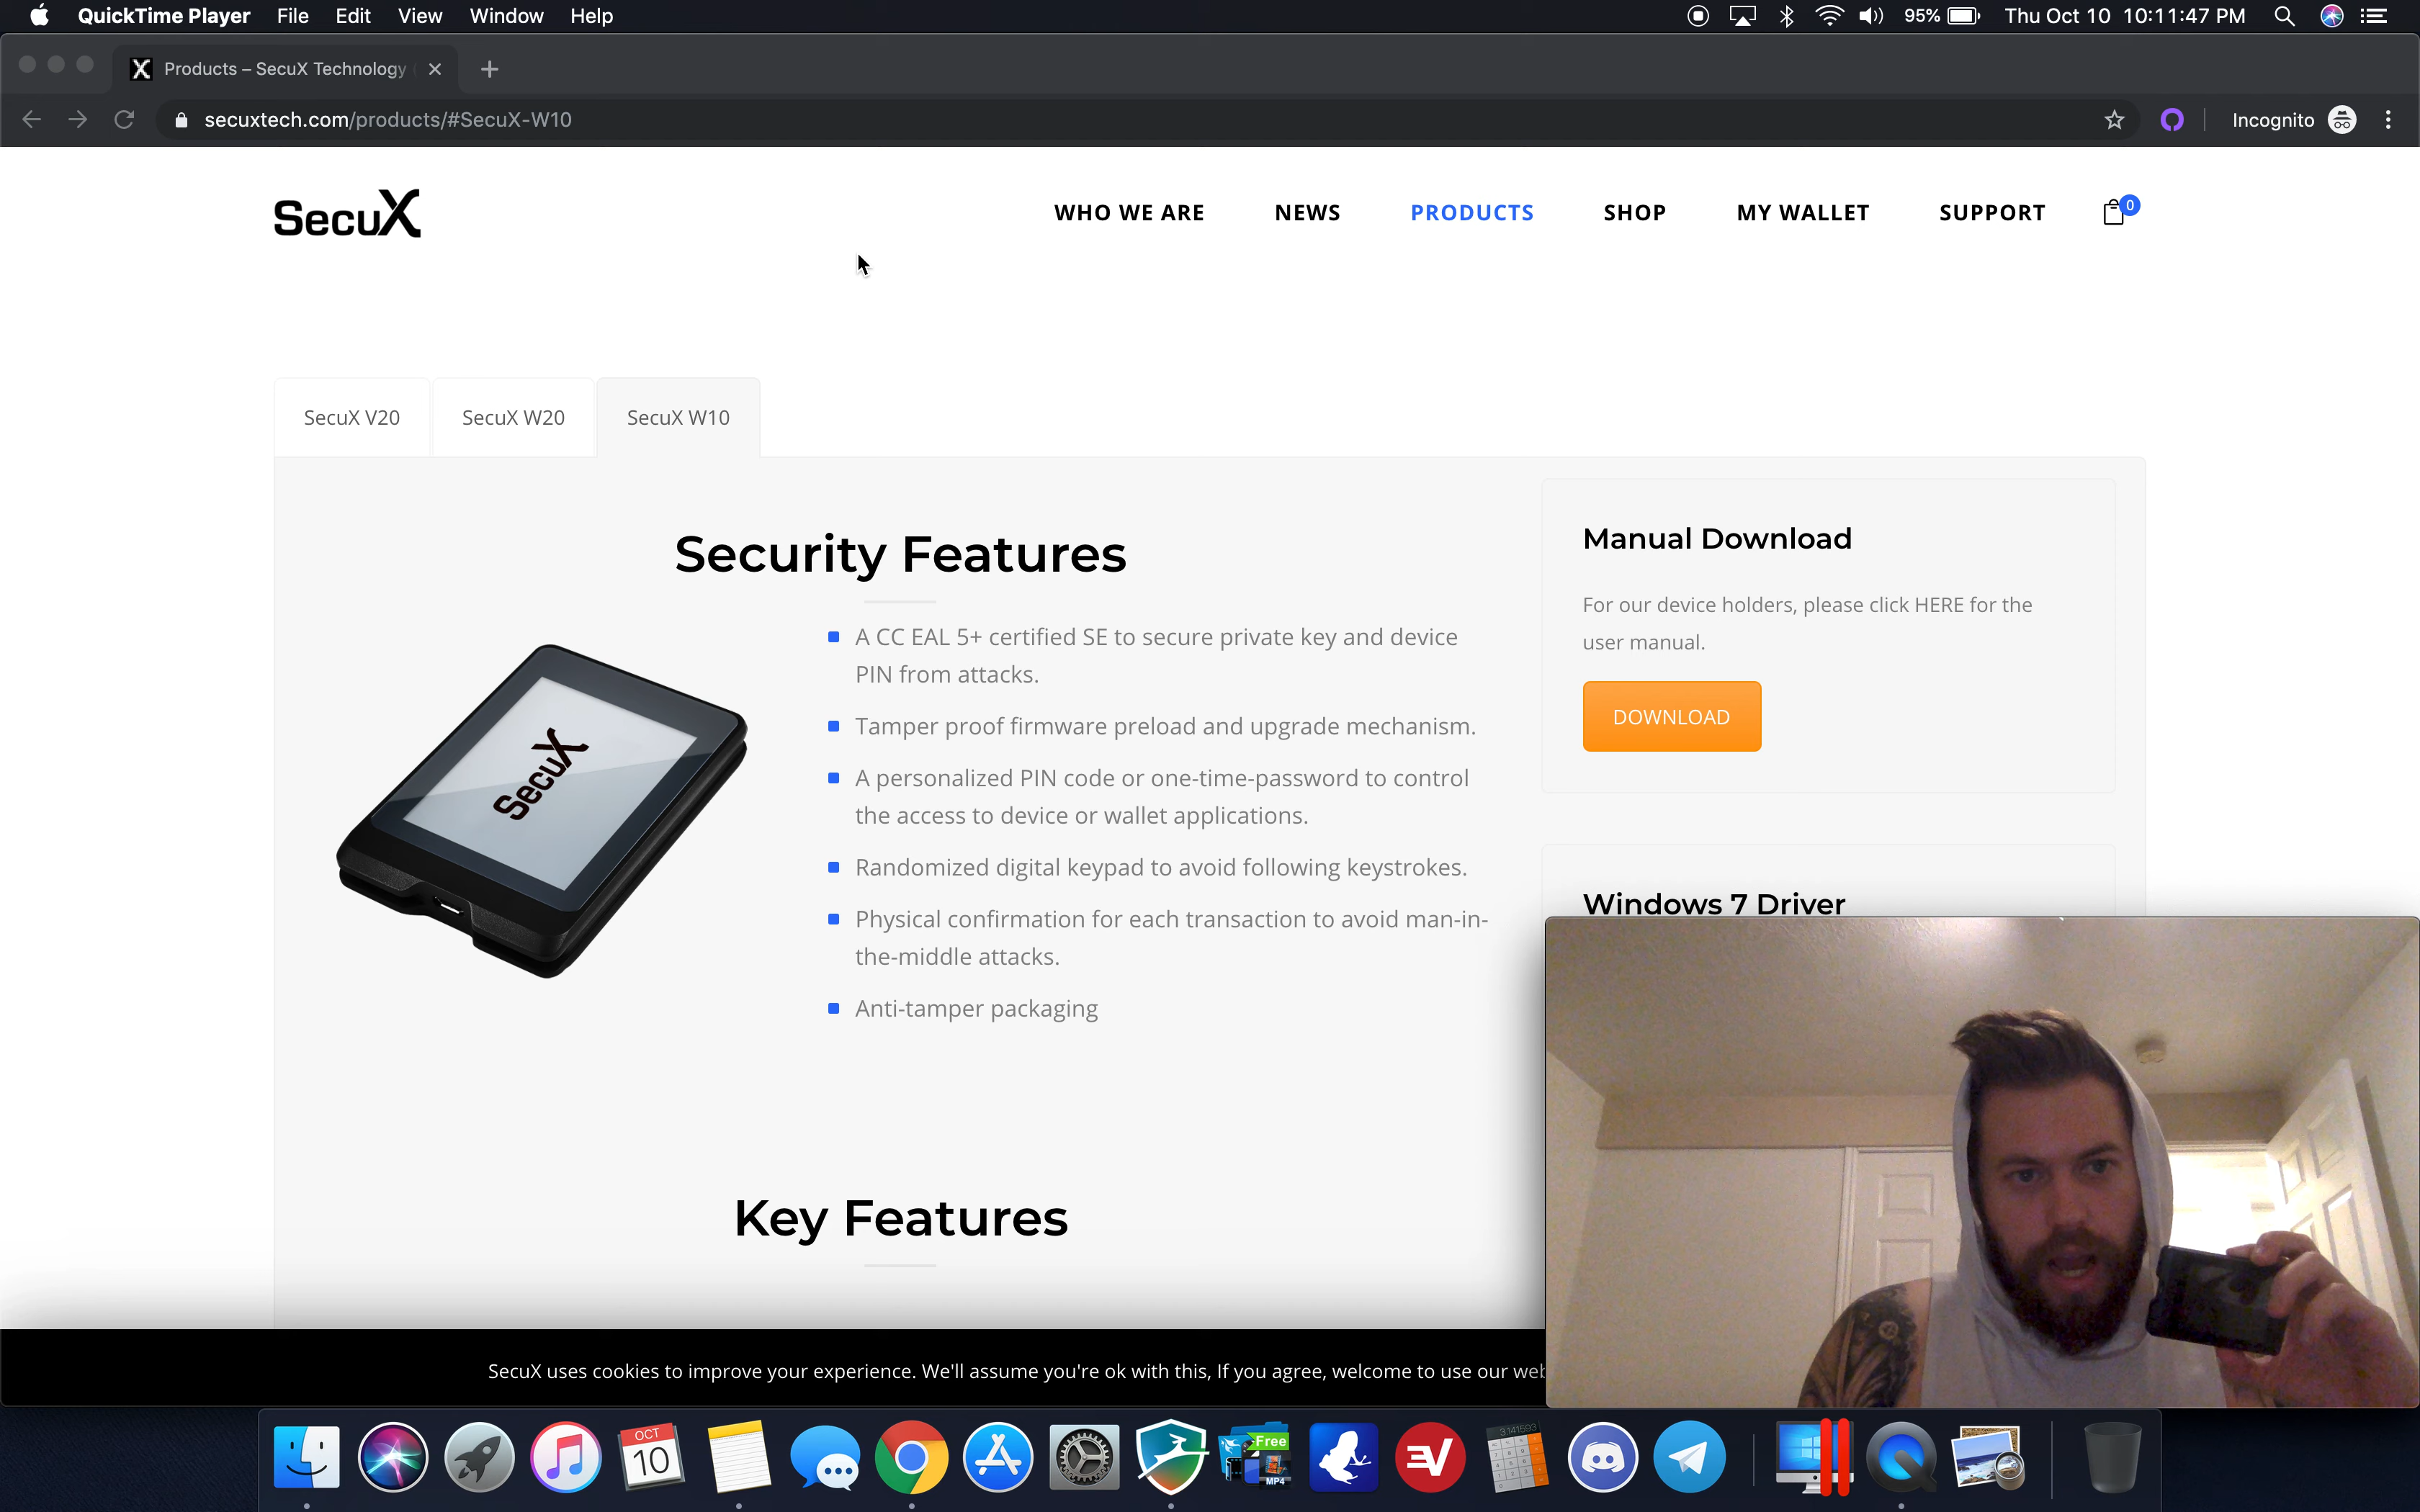 QuickTime Player File Edit View Window Help 95% Thu Oct 10 10:11:47 PM
X Products – SecuX Technology
secuxtech.com/products/#SecuX-W10 Incognito
SecuX WHO WE ARE NEWS PRODUCTS SHOP MY WALLET SUPPORT 0
SecuX V20 SecuX W20 SecuX W10
Security Features
A CC EAL 5+ certified SE to secure private key and device
PIN from attacks.
Tamper proof firmware preload and upgrade mechanism.
A personalized PIN code or one-time-password to control
the access to device or wallet applications.
Randomized digital keypad to avoid following keystrokes.
Physical confirmation for each transaction to avoid man-in-
the-middle attacks.
Anti-tamper packaging
SecuX
Manual Download
For our device holders, please click HERE for the
user manual.
DOWNLOAD
Windows 7 Driver
Key Features
SecuX uses cookies to improve your experience. We'll assume you're ok with this, If you agree, welcome to use our web
OCT
10
Free
MP4
EV
3.141593